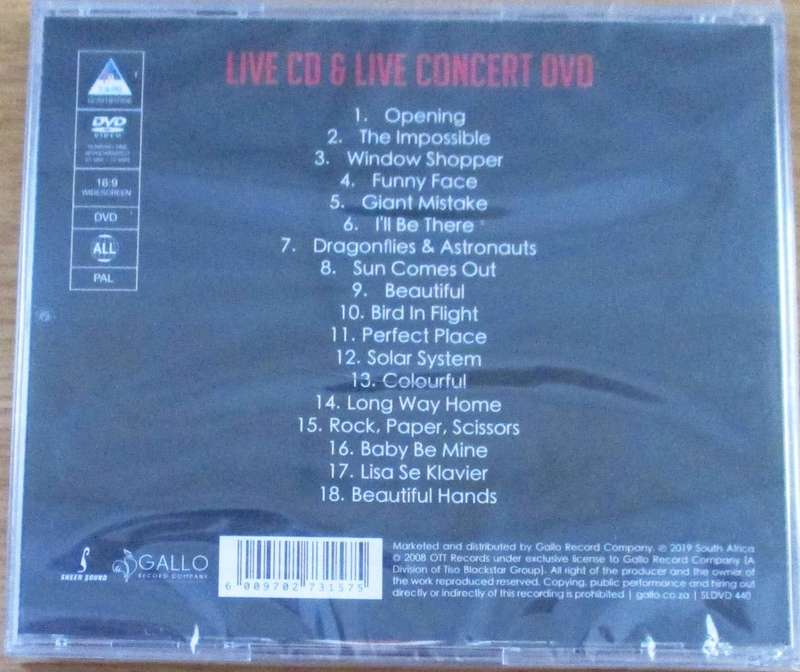 LIVE CD & LIVE CONCERT DVD
1. Opening
2. The Impossible
3. Window Shopper
4. Funny Face
5. Giant Mistake
6. I'll Be There
7. Dragonflies & Astronauts
8. Sun Comes Out
9. Beautiful
10. Bird In Flight
11. Perfect Place
12. Solar System
13. Colourful
14. Long Way Home
15. Rock, Paper, Scissors
16. Baby Be Mine
17. Lisa Se Klavier
18. Beautiful Hands
DVD
VIDEO
16:9
WIDESCREEN
DVD
ALL
PAL
SHEER SOUND
GALLO
RECORD COMPANY
6 009702 731575
Marketed and distributed by Gallo Record Company. ℗ 2019 South Africa
© 2008 OTT Records under exclusive license to Gallo Record Company (A
Division of Tiso Blackstar Group). All right of the producer and the owner of
the work reproduced reserved. Copying, public performance and hiring out
directly or indirectly of this recording is prohibited | gallo.co.za | SLDVD 440